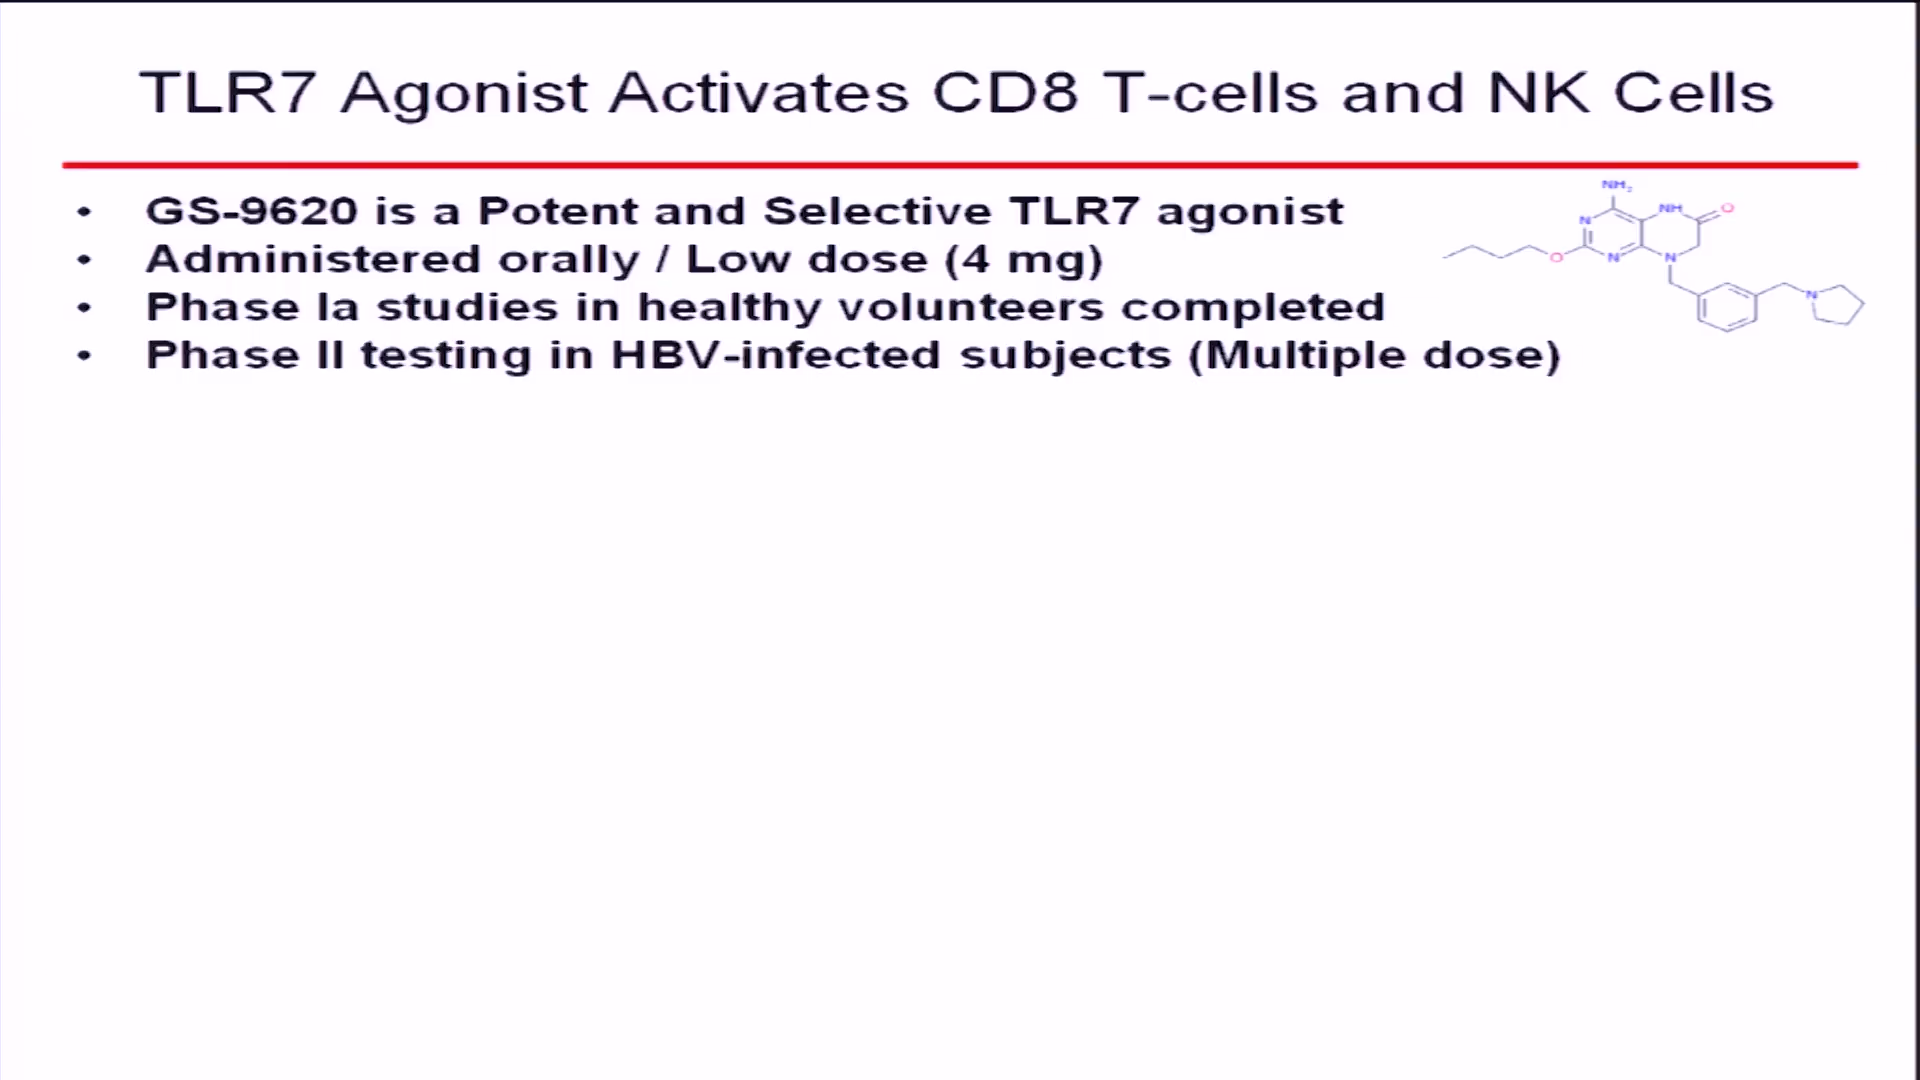 TLR7 Agonist Activates CD8 T-cells and NK Cells
• GS-9620 is a Potent and Selective TLR7 agonist
• Administered orally / Low dose (4 mg)
• Phase Ia studies in healthy volunteers completed
• Phase II testing in HBV-infected subjects (Multiple dose)
NH2
N
NH
O
O
N
N
N